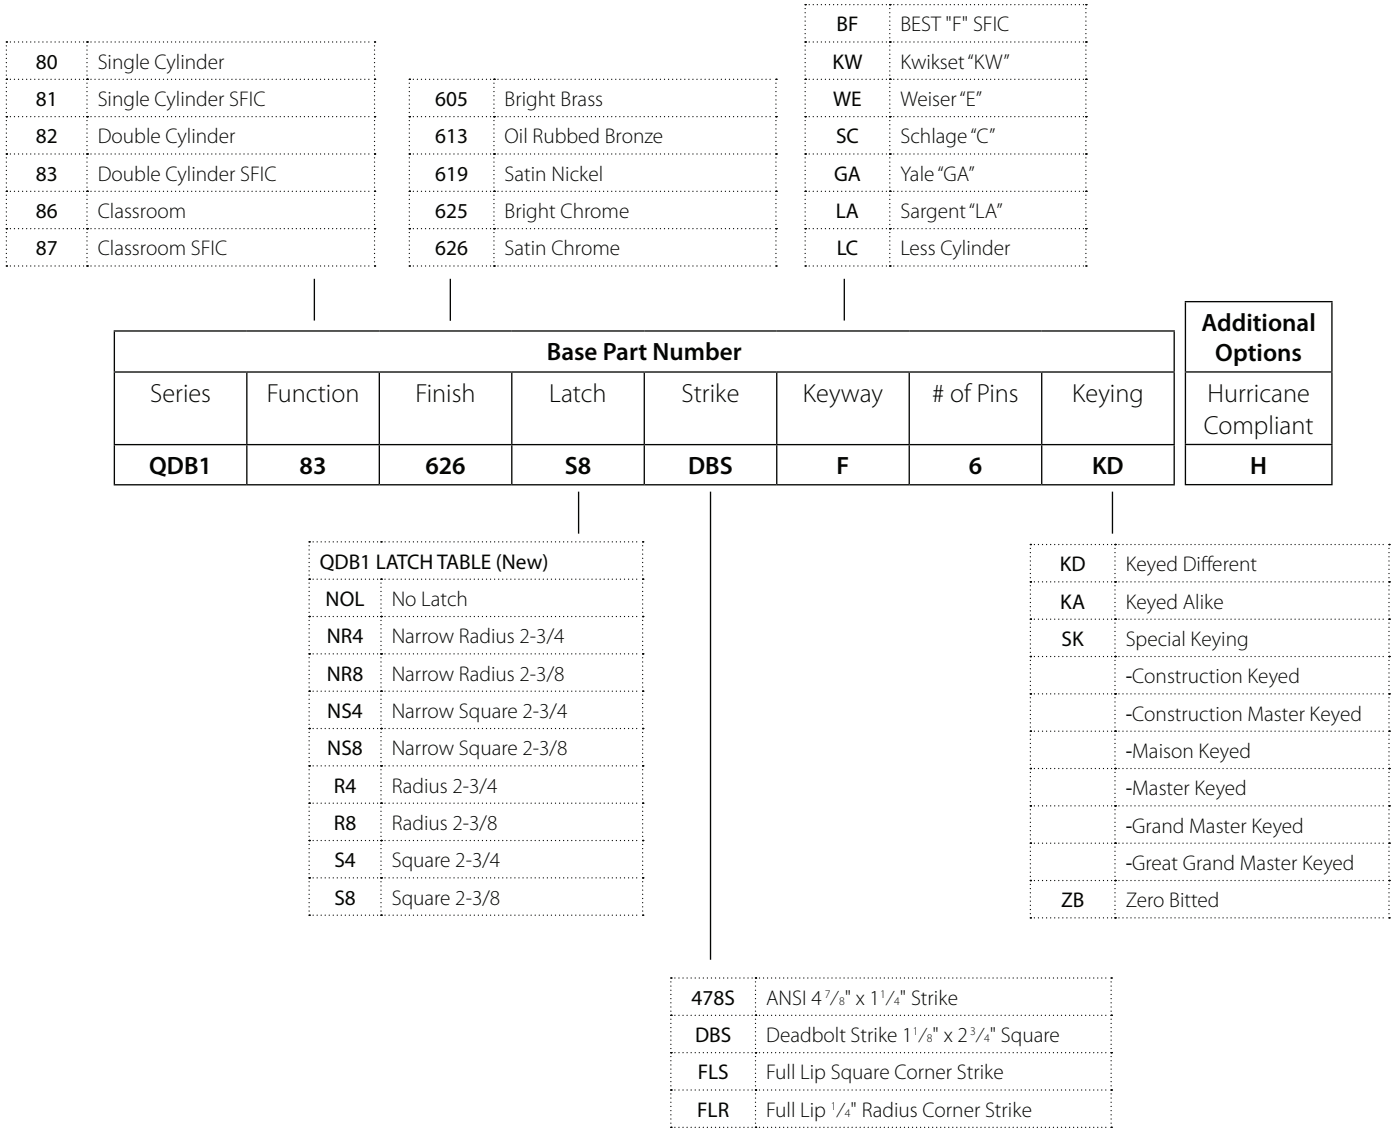 80 Single Cylinder
81 Single Cylinder SFIC
82 Double Cylinder
83 Double Cylinder SFIC
86 Classroom
87 Classroom SFIC
605 Bright Brass
613 Oil Rubbed Bronze
619 Satin Nickel
625 Bright Chrome
626 Satin Chrome
BF BEST "F" SFIC
KW Kwikset “KW”
WE Weiser “E”
SC Schlage “C”
GA Yale “GA”
LA Sargent “LA”
LC Less Cylinder
Base Part Number
Series Function Finish Latch Strike Keyway # of Pins Keying
QDB1 83 626 S8 DBS F 6 KD
Additional
Options
Hurricane
Compliant
H
QDB1 LATCH TABLE (New)
NOL No Latch
NR4 Narrow Radius 2-3/4
NR8 Narrow Radius 2-3/8
NS4 Narrow Square 2-3/4
NS8 Narrow Square 2-3/8
R4 Radius 2-3/4
R8 Radius 2-3/8
S4 Square 2-3/4
S8 Square 2-3/8
KD Keyed Different
KA Keyed Alike
SK Special Keying
-Construction Keyed
-Construction Master Keyed
-Maison Keyed
-Master Keyed
-Grand Master Keyed
-Great Grand Master Keyed
ZB Zero Bitted
478S ANSI 4 7/8" x 1 1/4" Strike
DBS Deadbolt Strike 1 1/8" x 2 3/4" Square
FLS Full Lip Square Corner Strike
FLR Full Lip 1/4" Radius Corner Strike